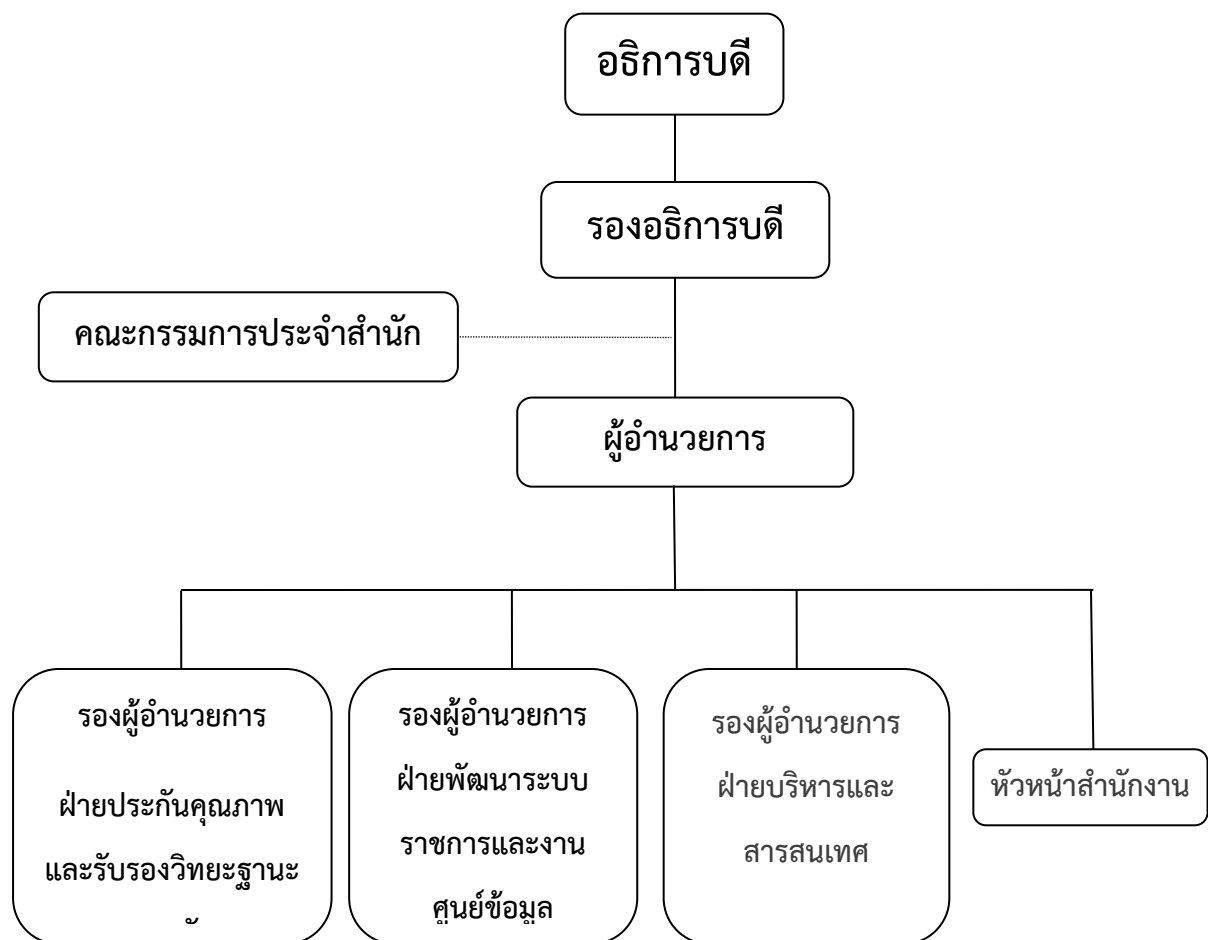 อธิการบดี
รองอธิการบดี
คณะกรรมการประจำสำนัก
ผู้อำนวยการ
รองผู้อำนวยการ
ฝ่ายประกันคุณภาพ
และรับรองวิทยะฐานะ
รองผู้อำนวยการ
ฝ่ายพัฒนาระบบ
ราชการและงาน
ศูนย์ข้อมูล
รองผู้อำนวยการ
ฝ่ายบริหารและ
สารสนเทศ
หัวหน้าสำนักงาน